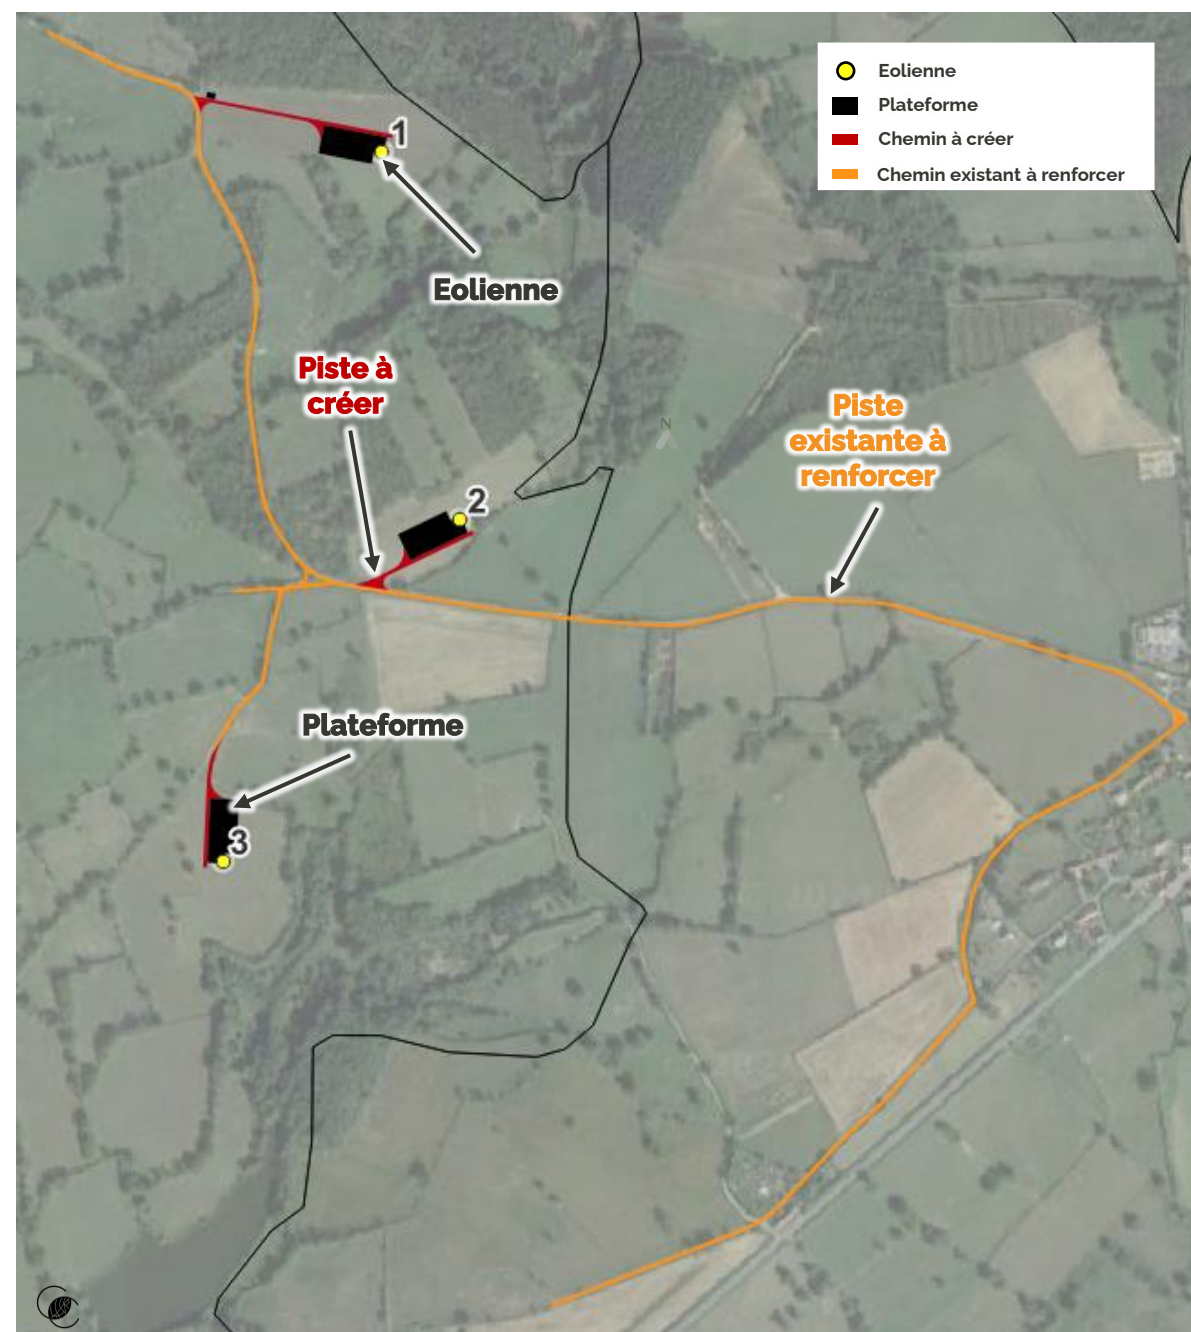 Eolienne
Plateforme
Chemin à créer
Chemin existant à renforcer
1
Eolienne
Piste à
créer
Piste
existante à
renforcer
N
2
Plateforme
3